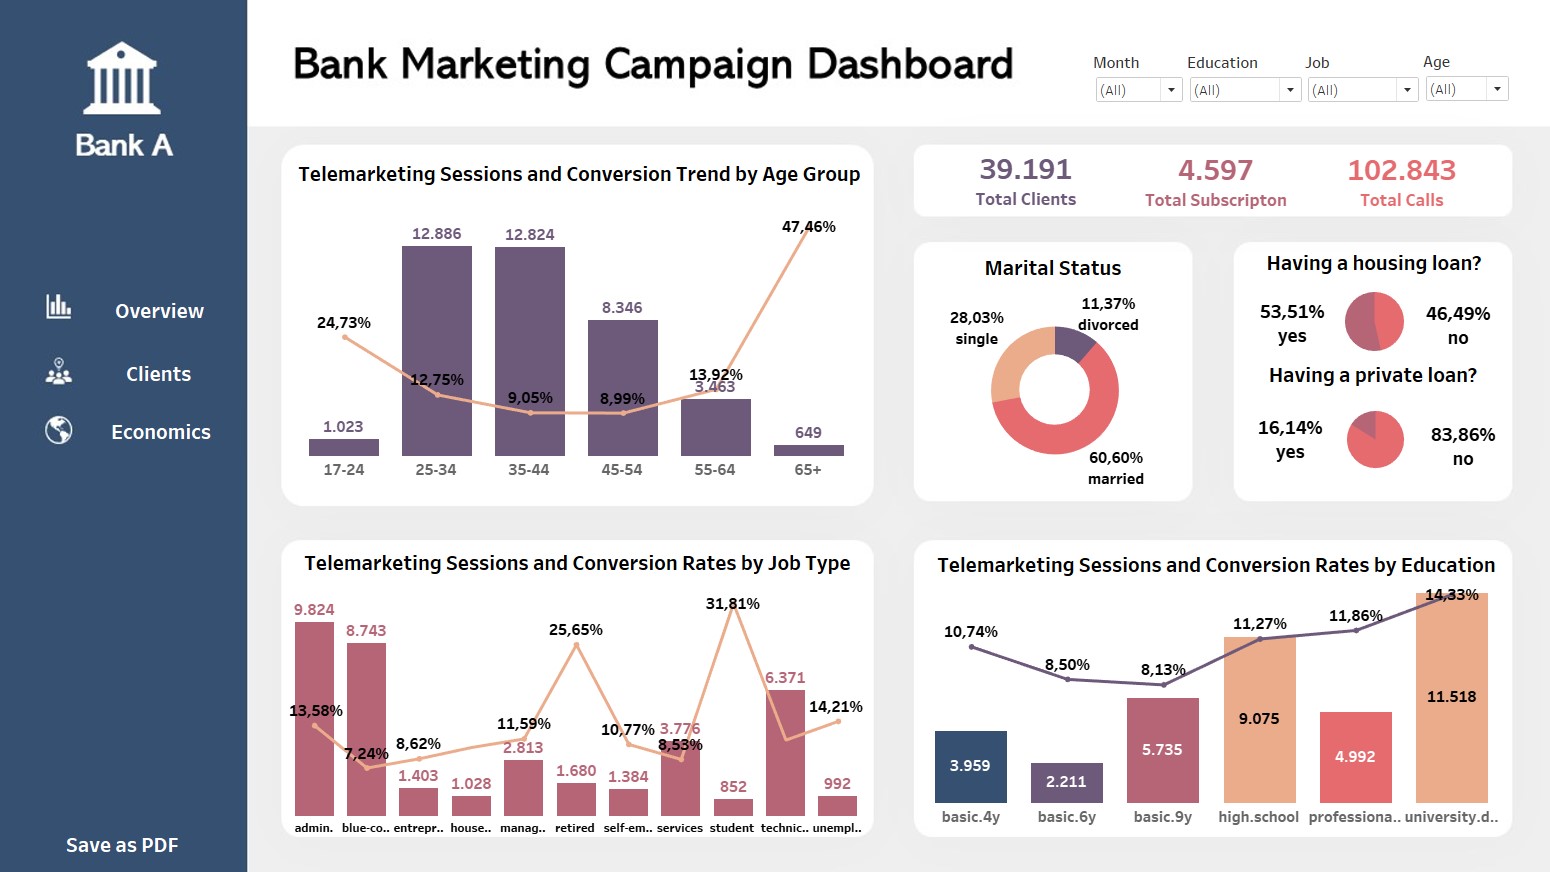 Bank A
Overview
Clients
Economics
Save as PDF
Bank Marketing Campaign Dashboard
Month Education Job Age
(All) (All) (All) (All)
Telemarketing Sessions and Conversion Trend by Age Group
47,46%
12.886 12.824
8.346
24,73%
13,92%
12,75% 9,05% 8,99% 3.463
1.023 649
17-24 25-34 35-44 45-54 55-64 65+
39.191 4.597 102.843
Total Clients Total Subscripton Total Calls
Marital Status
11,37%
divorced
28,03%
single
60,60%
married
Having a housing loan?
53,51%
yes
46,49%
no
Having a private loan?
16,14%
yes
83,86%
no
Telemarketing Sessions and Conversion Rates by Job Type
9.824 31,81%
8.743 25,65%
6.371
13,58% 14,21%
11,59% 10,77% 3.776
7,24% 8,62% 2.813 8,53%
1.403 1.028 1.680 1.384 852 992
admin. blue-co.. entrepr.. house.. manag.. retired self-em.. services student technic.. unempl..
Telemarketing Sessions and Conversion Rates by Education
14,33%
10,74% 11,27% 11,86%
8,50% 8,13%
11.518
9.075
5.735 4.992
3.959 2.211
basic.4y basic.6y basic.9y high.school professiona.. university.d..